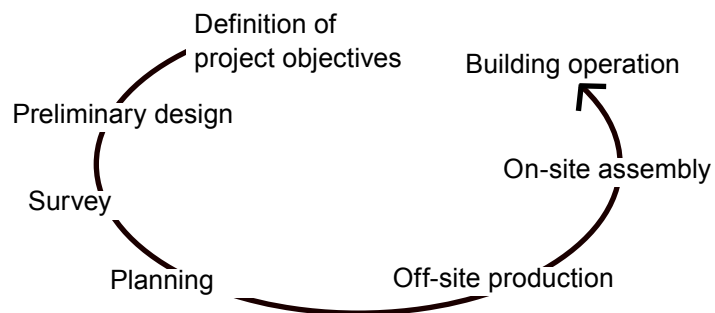 Definition of
project objectives
Preliminary design
Survey
Planning
Off-site production
On-site assembly
Building operation